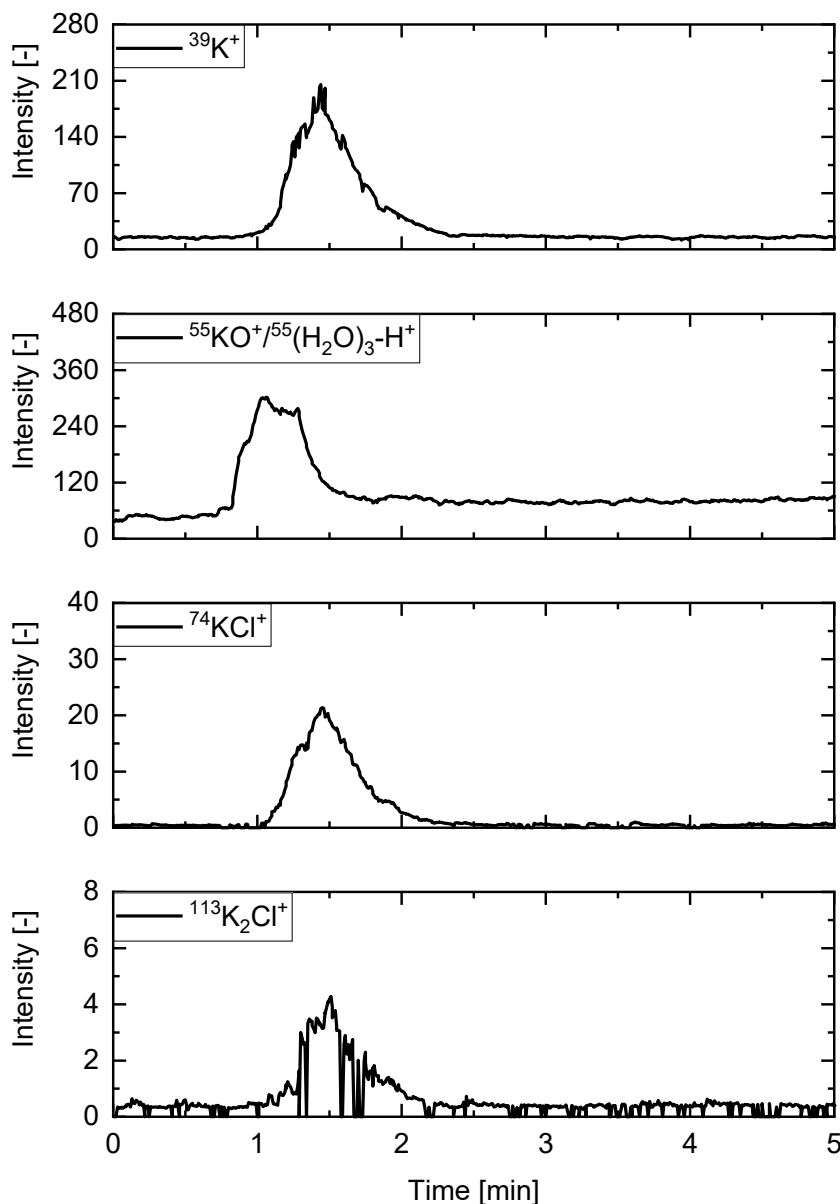 280
210
140
70
0
Intensity [-]
³⁹K⁺
480
360
240
120
0
Intensity [-]
⁵⁵KO⁺/⁵⁵(H₂O)₃-H⁺
40
30
20
10
0
Intensity [-]
⁷⁴KCl⁺
8
6
4
2
0
Intensity [-]
¹¹³K₂Cl⁺
0 1 2 3 4 5
Time [min]